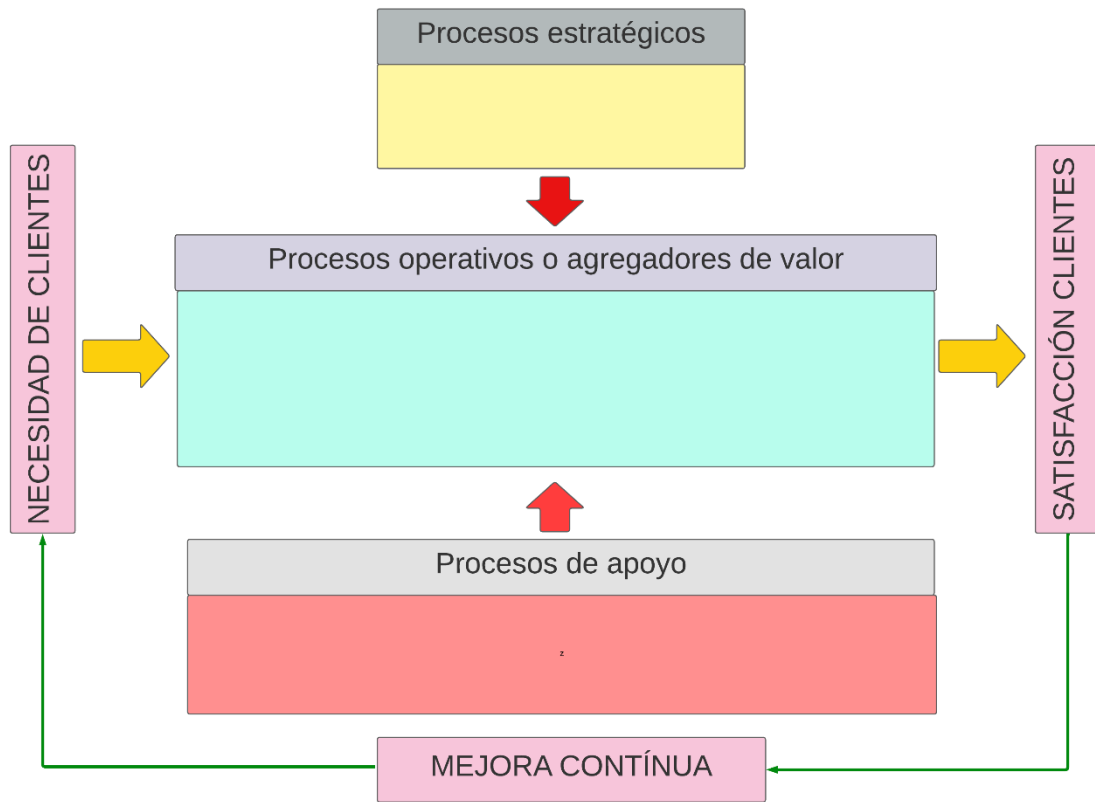 Procesos estratégicos
NECESIDAD DE CLIENTES
Procesos operativos o agregadores de valor
SATISFACCIÓN CLIENTES
Procesos de apoyo
z
MEJORA CONTÍNUA